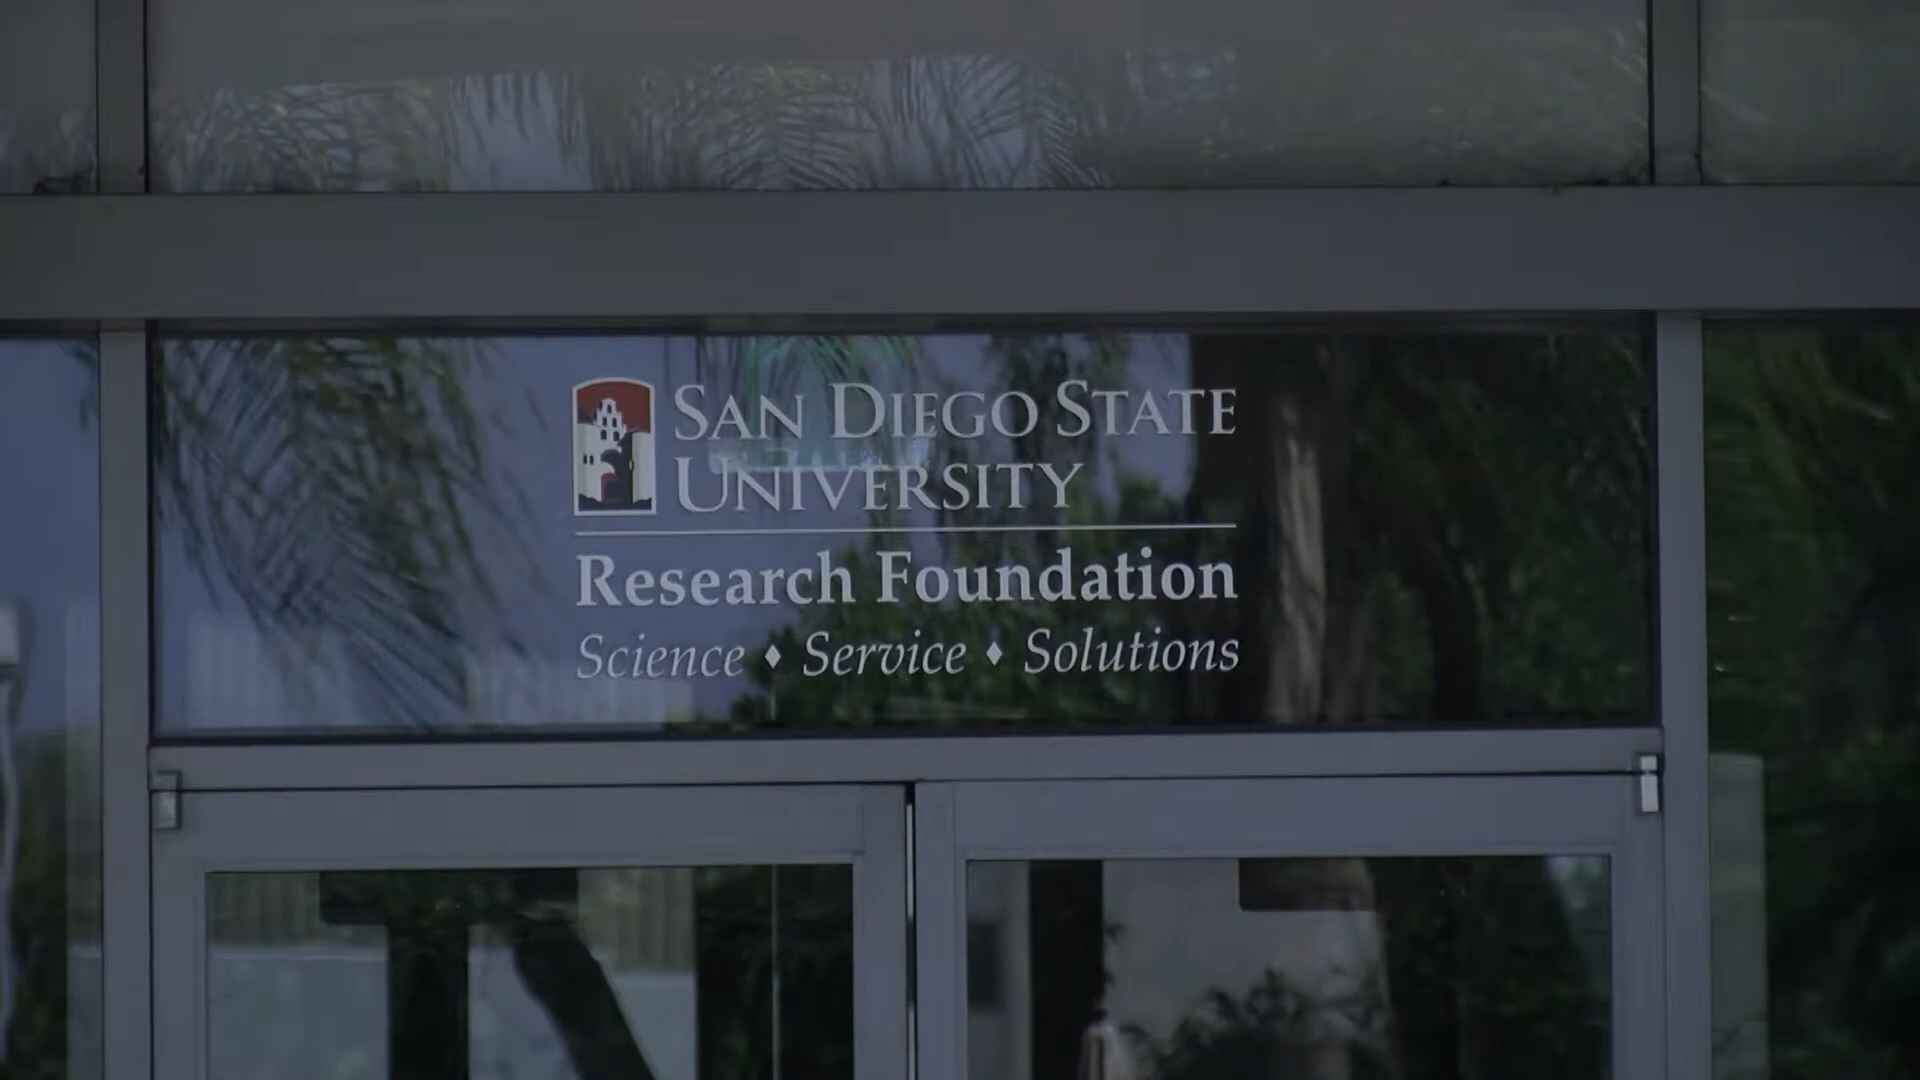 SAN DIEGO STATE
UNIVERSITY
Research Foundation
Science ♦ Service ♦ Solutions